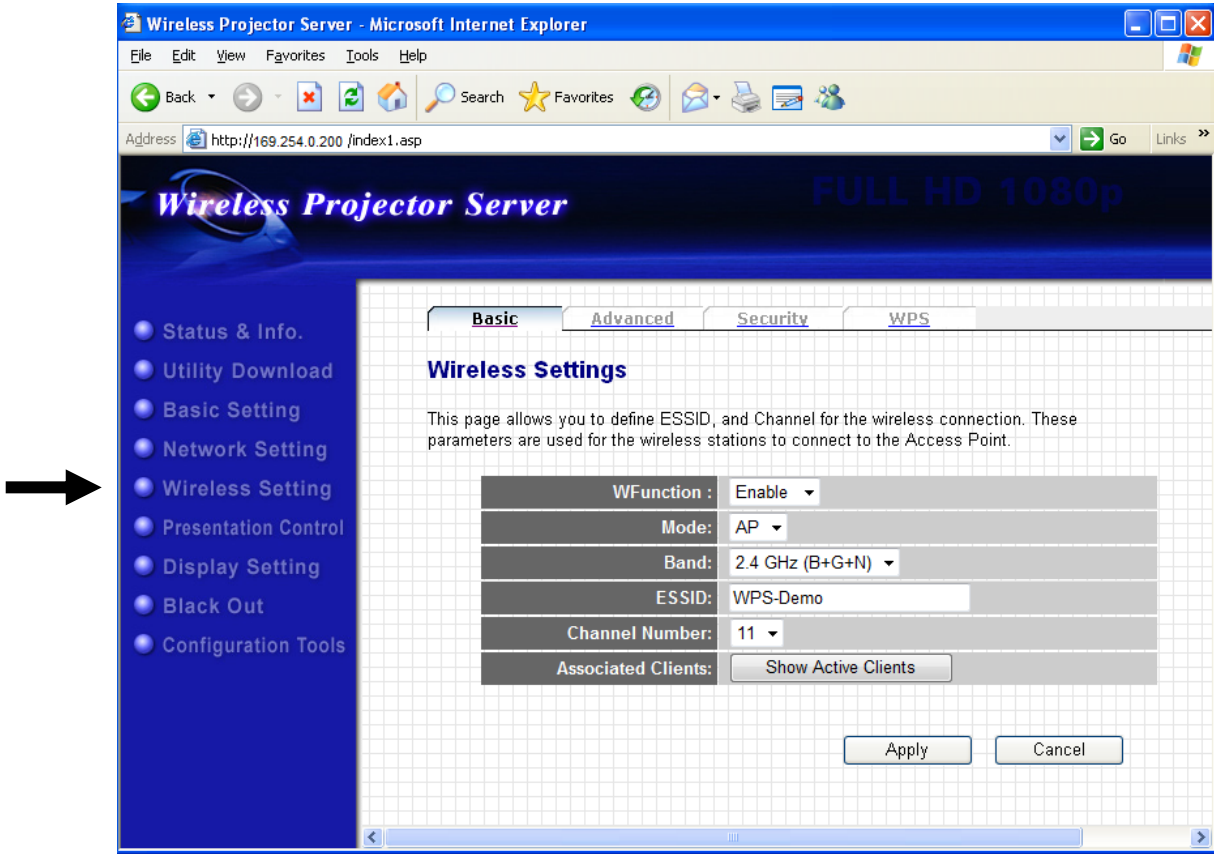 Wireless Projector Server - Microsoft Internet Explorer
File Edit View Favorites Tools Help
Back Search Favorites
Address http://169.254.0.200 /index1.asp Go Links »
Wireless Projector Server FULL HD 1080p
Basic Advanced Security WPS
Status & Info.
Utility Download
Basic Setting
Network Setting
Wireless Setting
Presentation Control
Display Setting
Black Out
Configuration Tools
Wireless Settings
This page allows you to define ESSID, and Channel for the wireless connection. These
parameters are used for the wireless stations to connect to the Access Point.
WFunction : Enable
Mode: AP
Band: 2.4 GHz (B+G+N)
ESSID: WPS-Demo
Channel Number: 11
Associated Clients: Show Active Clients
Apply Cancel